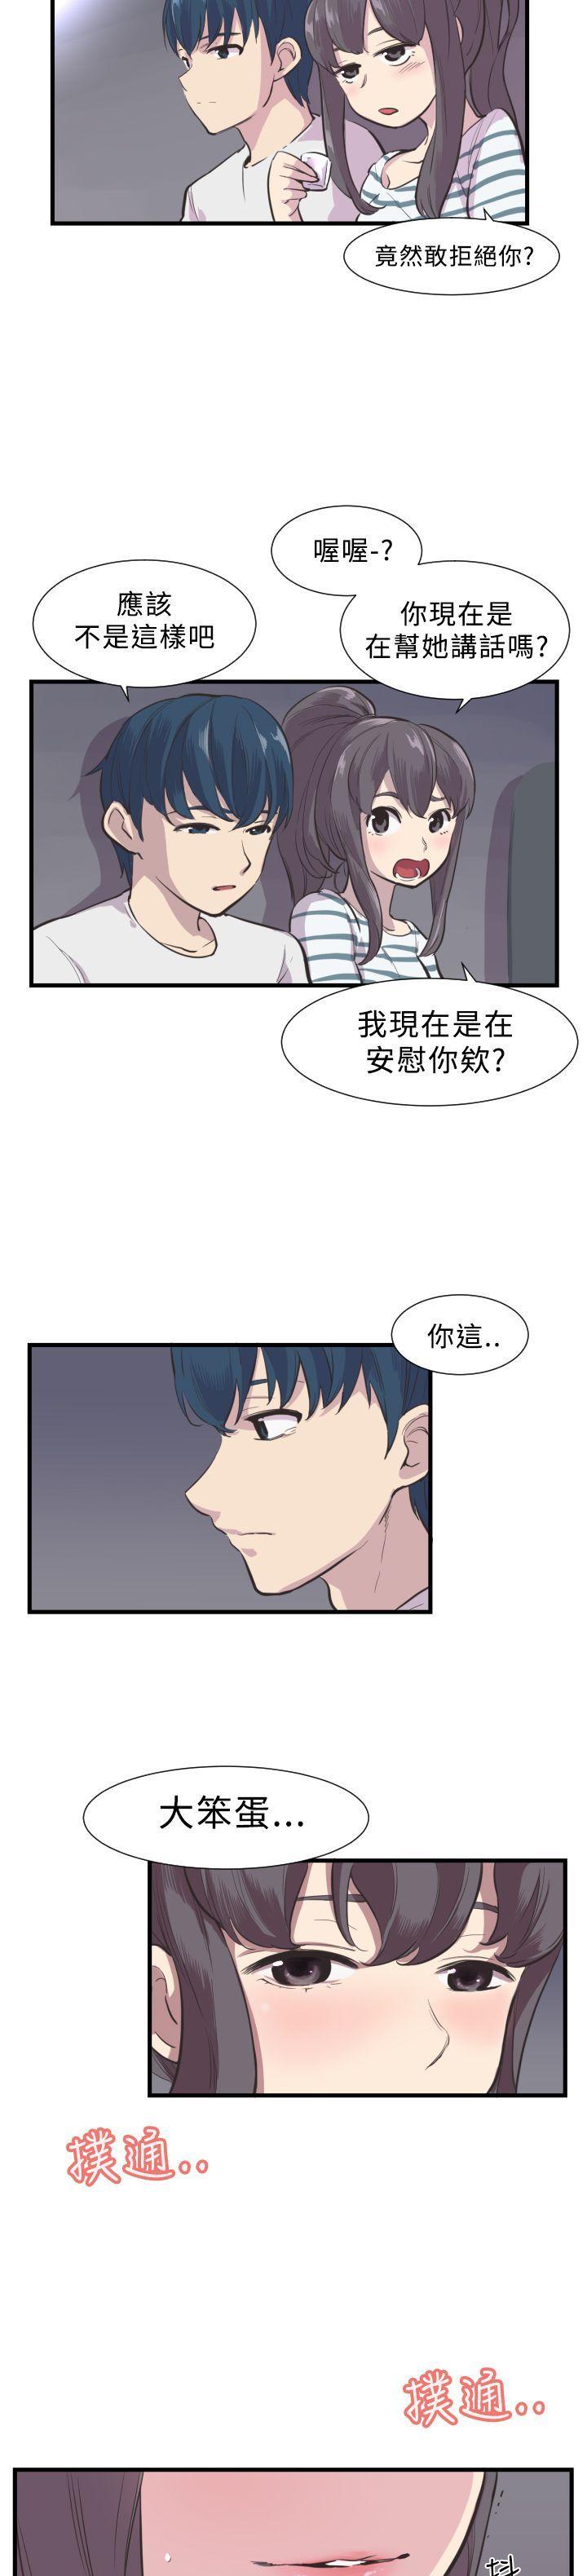 竟然敢拒絕你?
喔喔-?
應該
不是這樣吧
你現在是
在幫她講話嗎?
我現在是在
安慰你欸?
你這..
大笨蛋...
撲通..
撲通..
抖